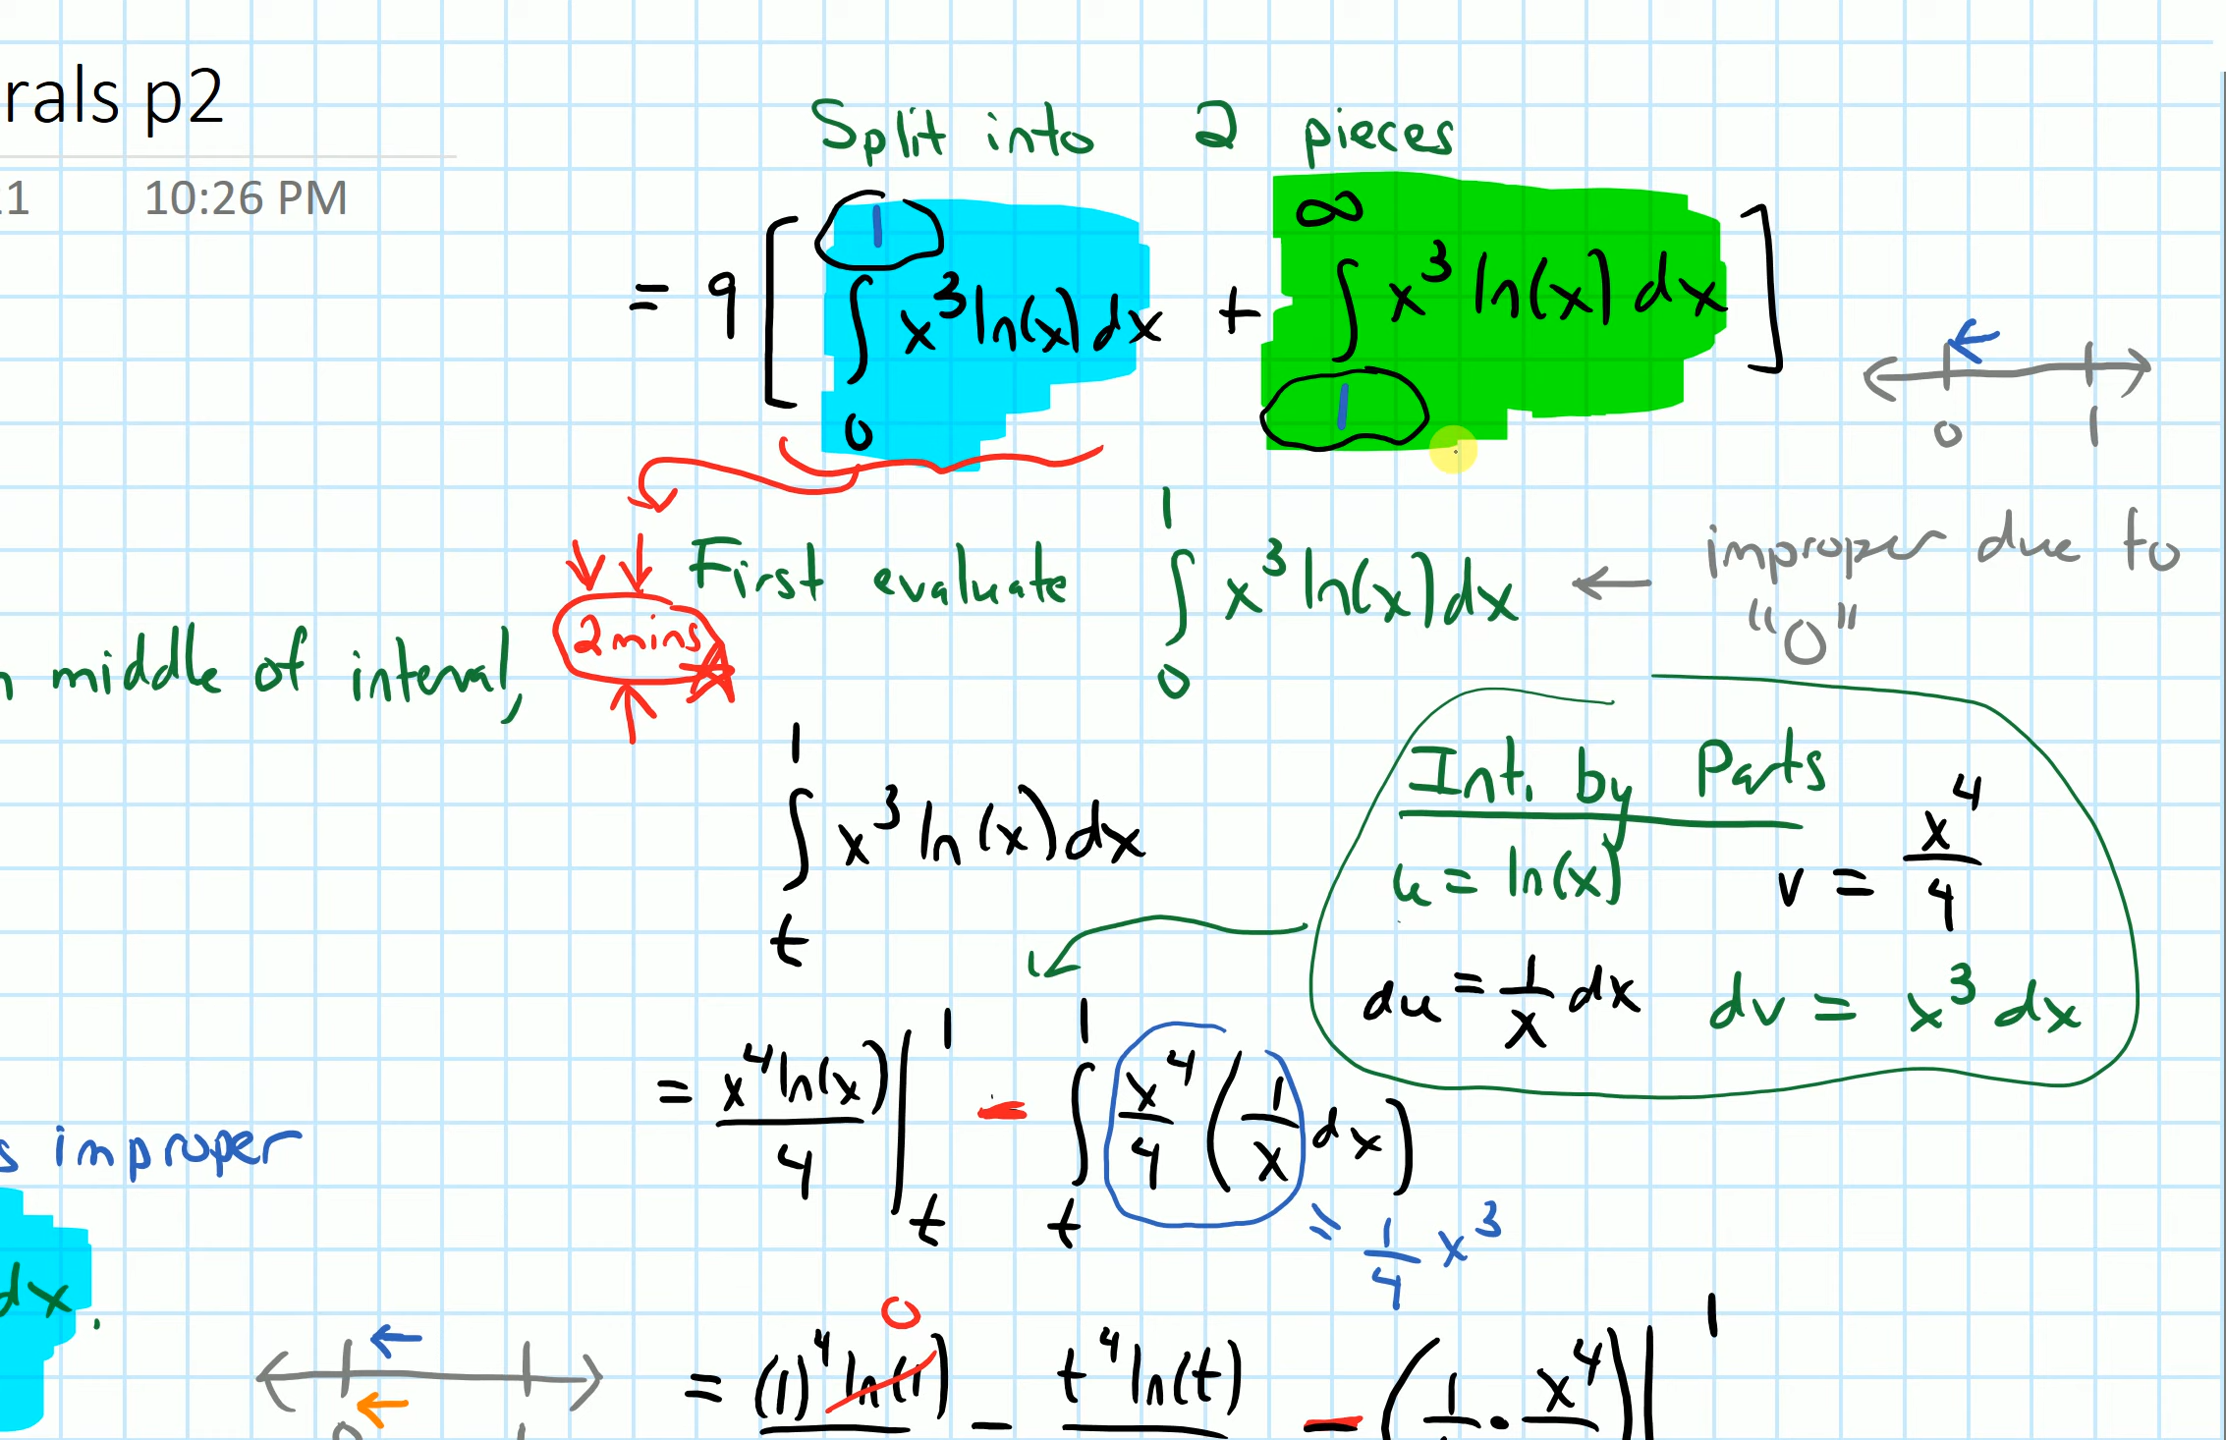 rals p2
10:26 PM
Split into 2 pieces
= 9 [ ∫₀¹ x³ ln(x) dx + ∫₁^∞ x³ ln(x) dx ]
0 1
First evaluate ∫₀¹ x³ ln(x) dx ← improper due to
"0"
2 mins
middle of interval,
∫ₜ¹ x³ ln(x) dx
Int. by Parts
u = ln(x) v = x⁴/4
du = 1/x dx dv = x³ dx
= x⁴ ln(x)/4 |ₜ¹ - ∫ₜ¹ x⁴/4 (1/x dx)
= 1/4 x³
s improper
dx.
0
= (1)⁴ ln(1) - t⁴ ln(t) - (1 · x⁴) | 1